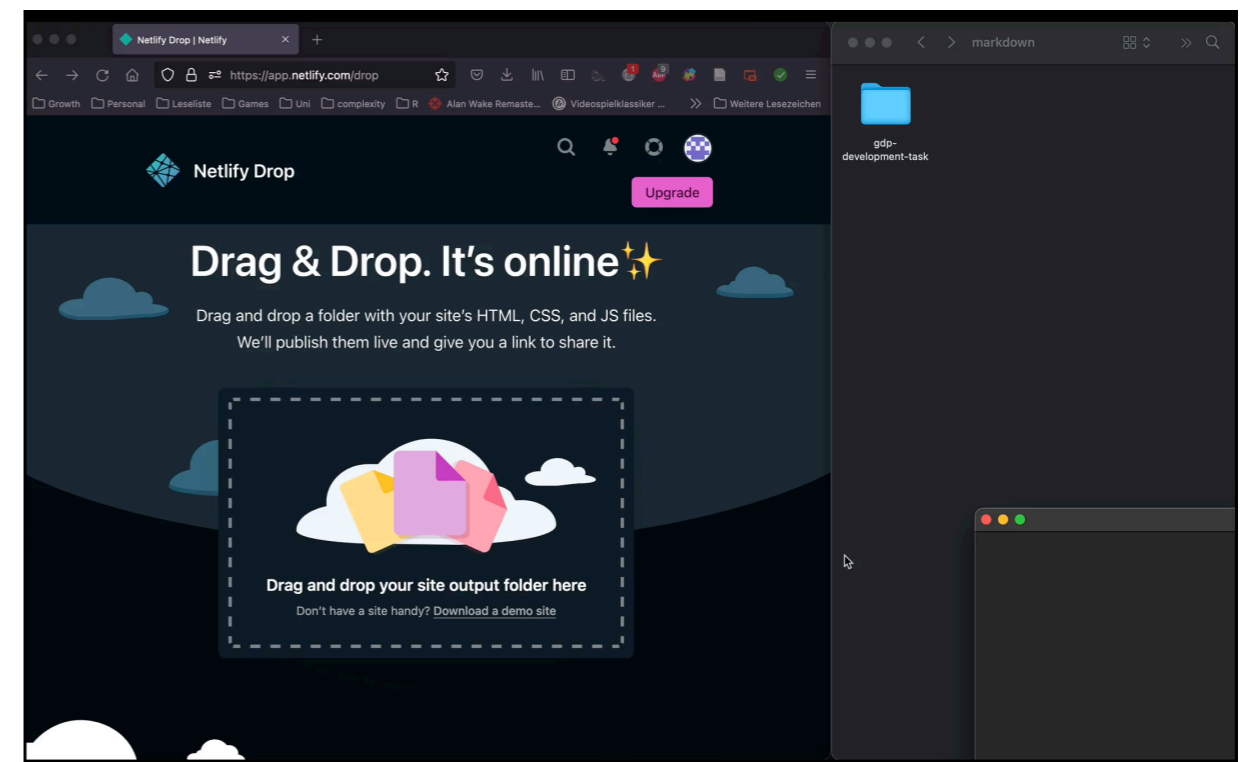 Netlify Drop | Netlify
https://app.netlify.com/drop
Growth Personal Leseliste Games Uni complexity R Alan Wake Remaste... Videospielklassiker ... Weitere Lesezeichen
Netlify Drop
Upgrade
Drag & Drop. It's online✨
Drag and drop a folder with your site's HTML, CSS, and JS files.
We'll publish them live and give you a link to share it.
Drag and drop your site output folder here
Don't have a site handy? Download a demo site
markdown
gdp-
development-task